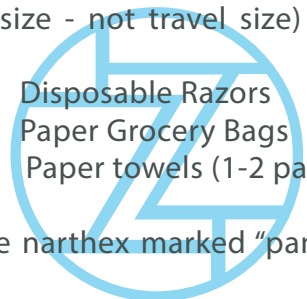 size - not travel size)
Disposable Razors
Paper Grocery Bags
Paper towels (1-2 pa
e narthex marked “par